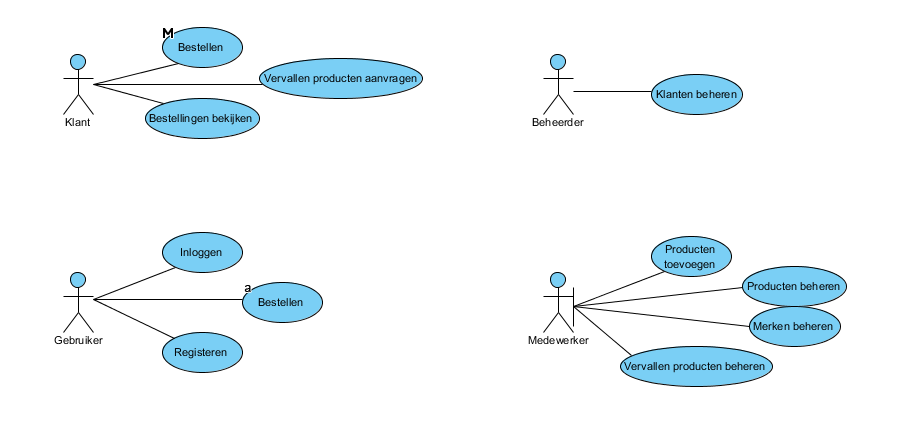 M
Bestellen
Vervallen producten aanvragen
Bestellingen bekijken
Klant
Klanten beheren
Beheerder
Inloggen
a
Bestellen
Registeren
Gebruiker
Producten
toevoegen
Producten beheren
Merken beheren
Vervallen producten beheren
Medewerker